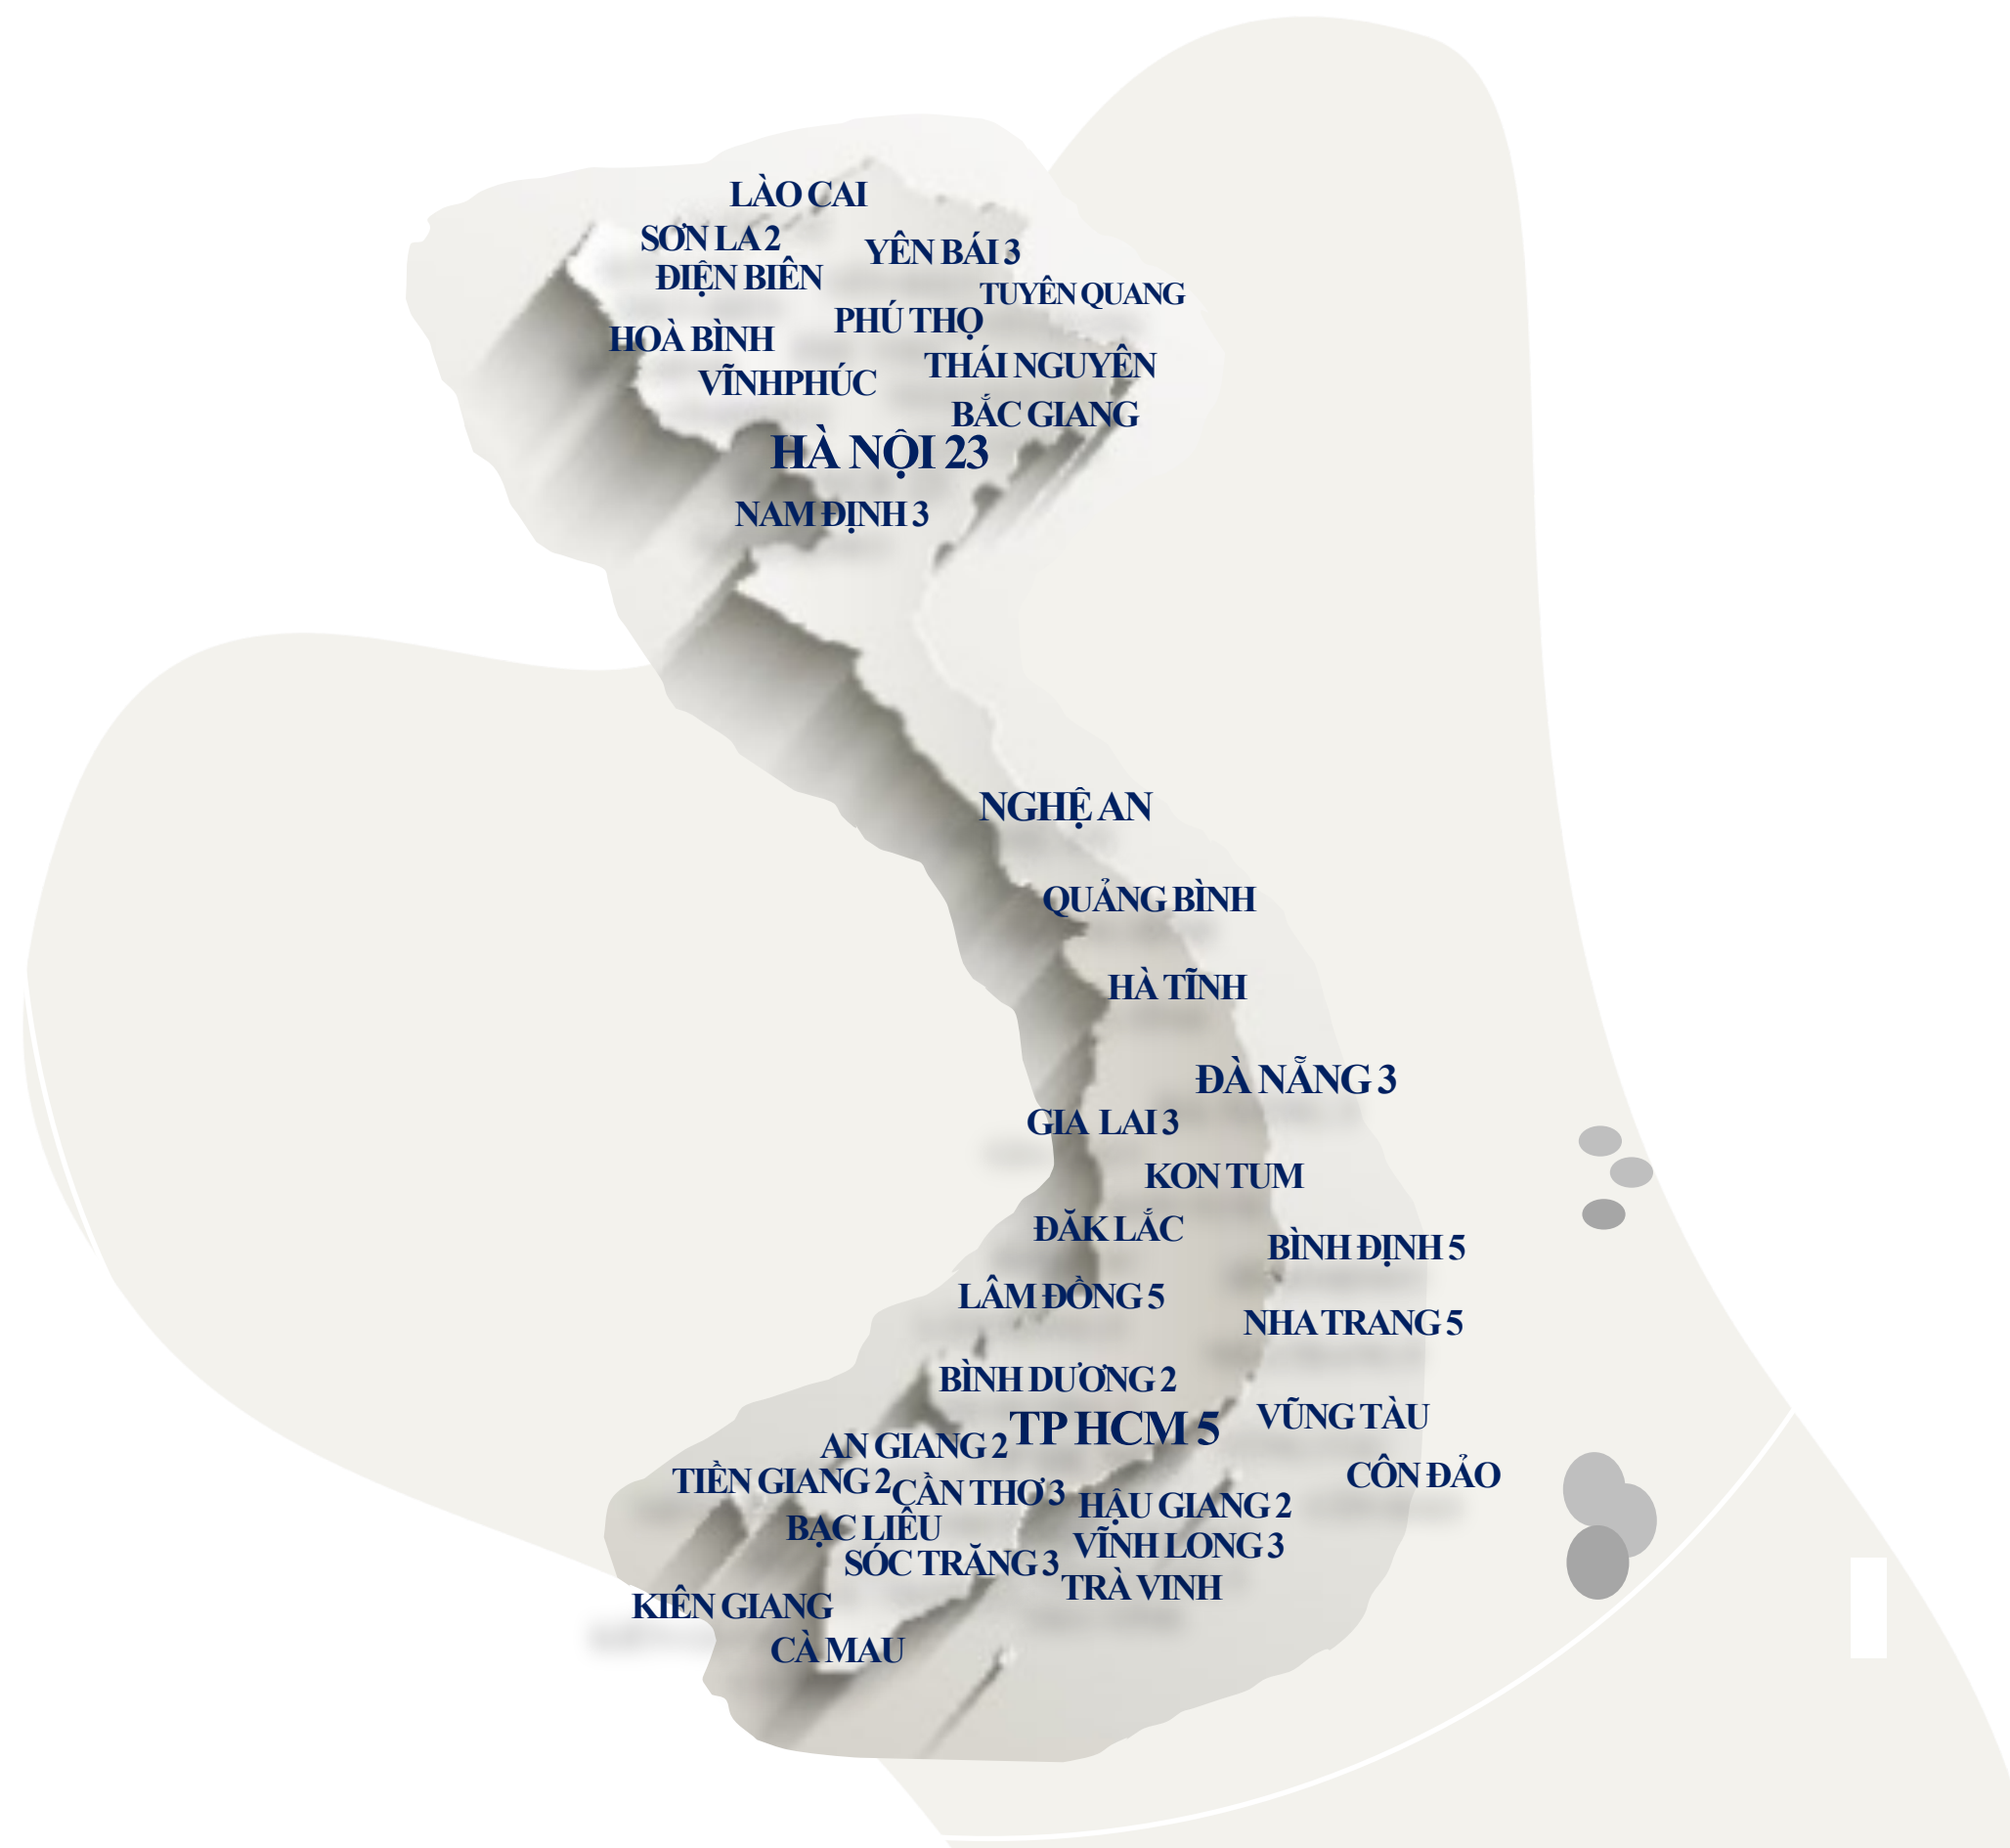 LÀO CAI
SƠN LA 2
YÊN BÁI 3
ĐIỆN BIÊN
TUYÊN QUANG
PHÚ THỌ
HOÀ BÌNH
THÁI NGUYÊN
VĨNHPHÚC
BẮC GIANG
HÀ NỘI 23
NAM ĐỊNH 3
NGHỆ AN
QUẢNG BÌNH
HÀ TĨNH
ĐÀ NẴNG 3
GIA LAI 3
KON TUM
ĐĂK LẮC
BÌNH ĐỊNH 5
LÂM ĐỒNG 5
NHA TRANG 5
BÌNH DƯƠNG 2
VŨNG TÀU
TP HCM 5
AN GIANG 2
CÔN ĐẢO
TIỀN GIANG 2
CẦN THƠ 3
HẬU GIANG 2
BẠC LIÊU
VĨNH LONG 3
SÓC TRĂNG 3
TRÀ VINH
KIÊN GIANG
CÀ MAU